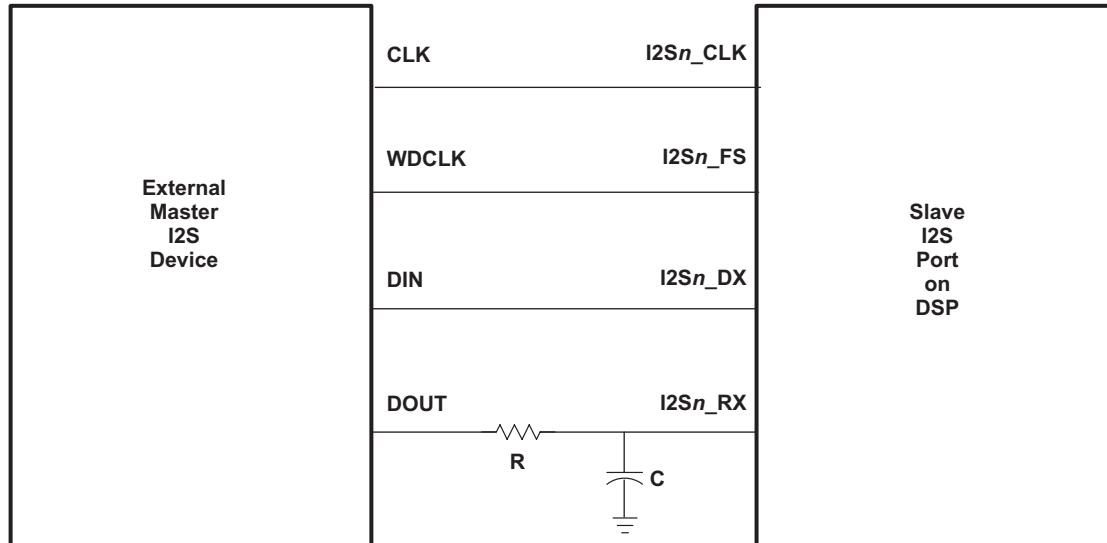 CLK I2Sn_CLK
WDCLK I2Sn_FS
External
Master
I2S
Device
Slave
I2S
Port
on
DSP
DIN I2Sn_DX
DOUT I2Sn_RX
R
C